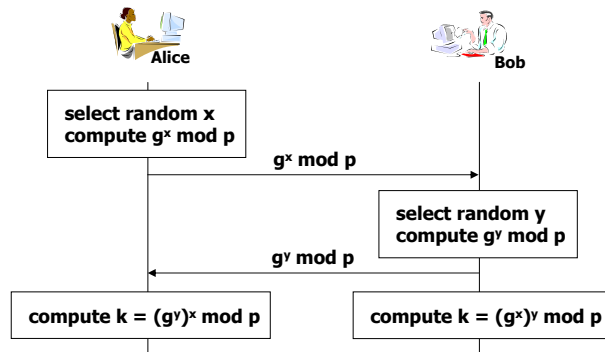 Alice
Bob
select random x
compute gˣ mod p
gˣ mod p
select random y
compute gʸ mod p
gʸ mod p
compute k = (gʸ)ˣ mod p
compute k = (gˣ)ʸ mod p